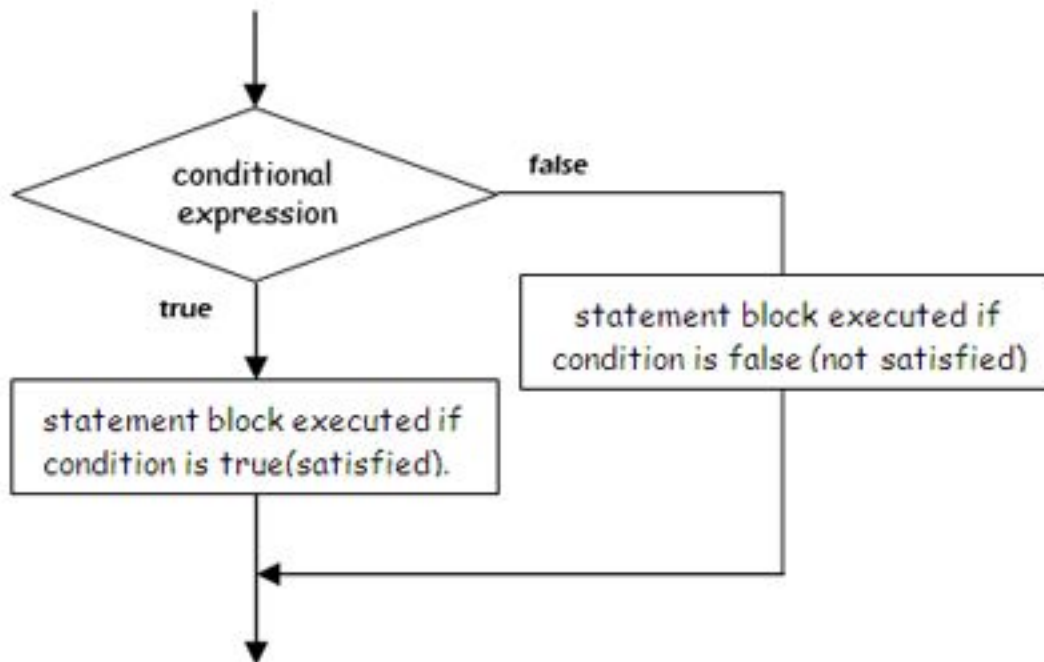 conditional
expression
false
true
statement block executed if
condition is false (not satisfied)
statement block executed if
condition is true(satisfied).